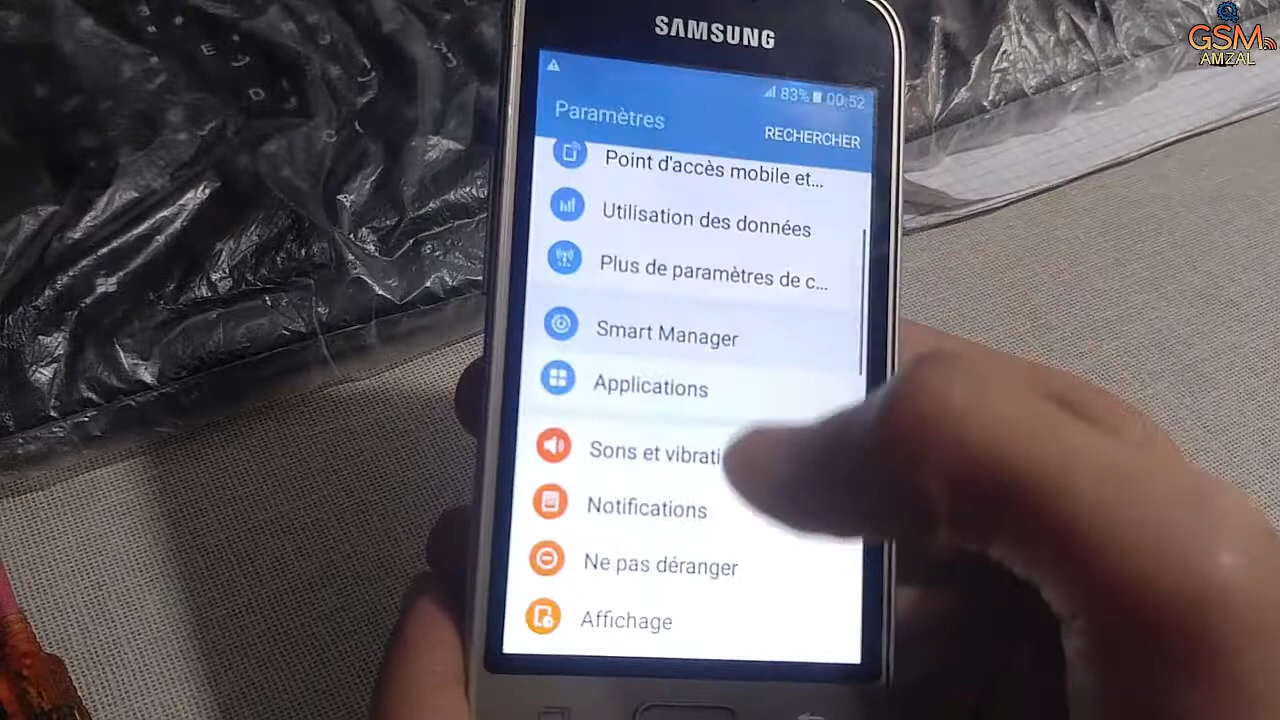 GSM
AMZAL
SAMSUNG
83% 00:52
Paramètres
RECHERCHER
Point d'accès mobile et...
Utilisation des données
Plus de paramètres de c...
Smart Manager
Applications
Sons et vibrati
Notifications
Ne pas déranger
Affichage